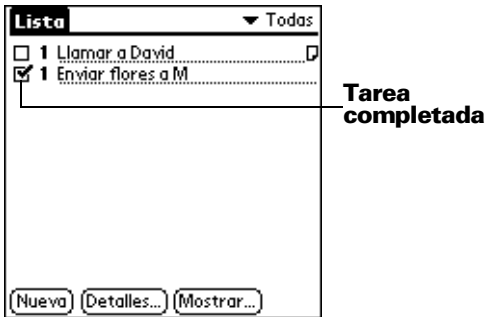 Lista Todas
1 Llamar a David
1 Enviar flores a M
Tarea
completada
Nueva Detalles... Mostrar...